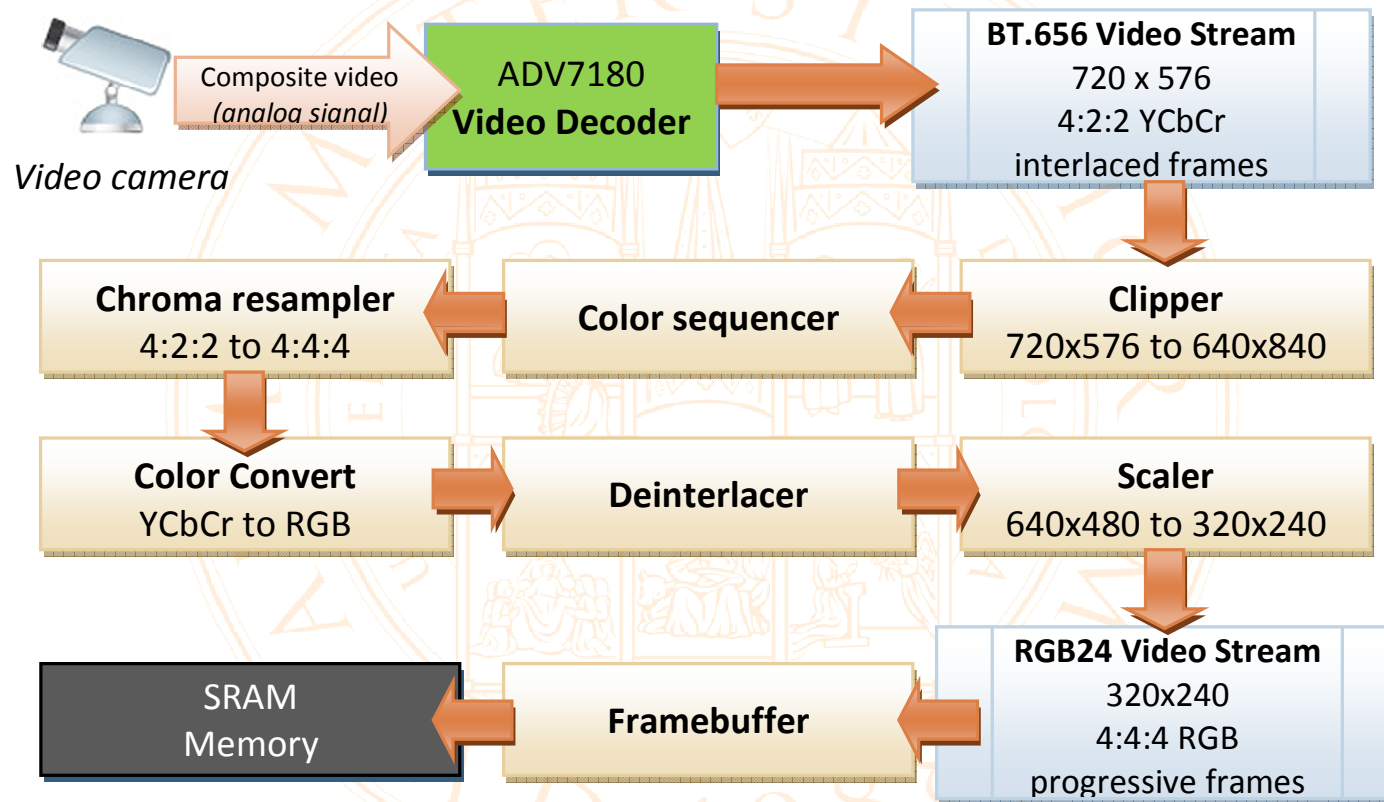 Composite video
(analog signal)
Video camera
ADV7180
Video Decoder
BT.656 Video Stream
720 x 576
4:2:2 YCbCr
interlaced frames
Clipper
720x576 to 640x840
Color sequencer
Chroma resampler
4:2:2 to 4:4:4
Color Convert
YCbCr to RGB
Deinterlacer
Scaler
640x480 to 320x240
RGB24 Video Stream
320x240
4:4:4 RGB
progressive frames
Framebuffer
SRAM
Memory